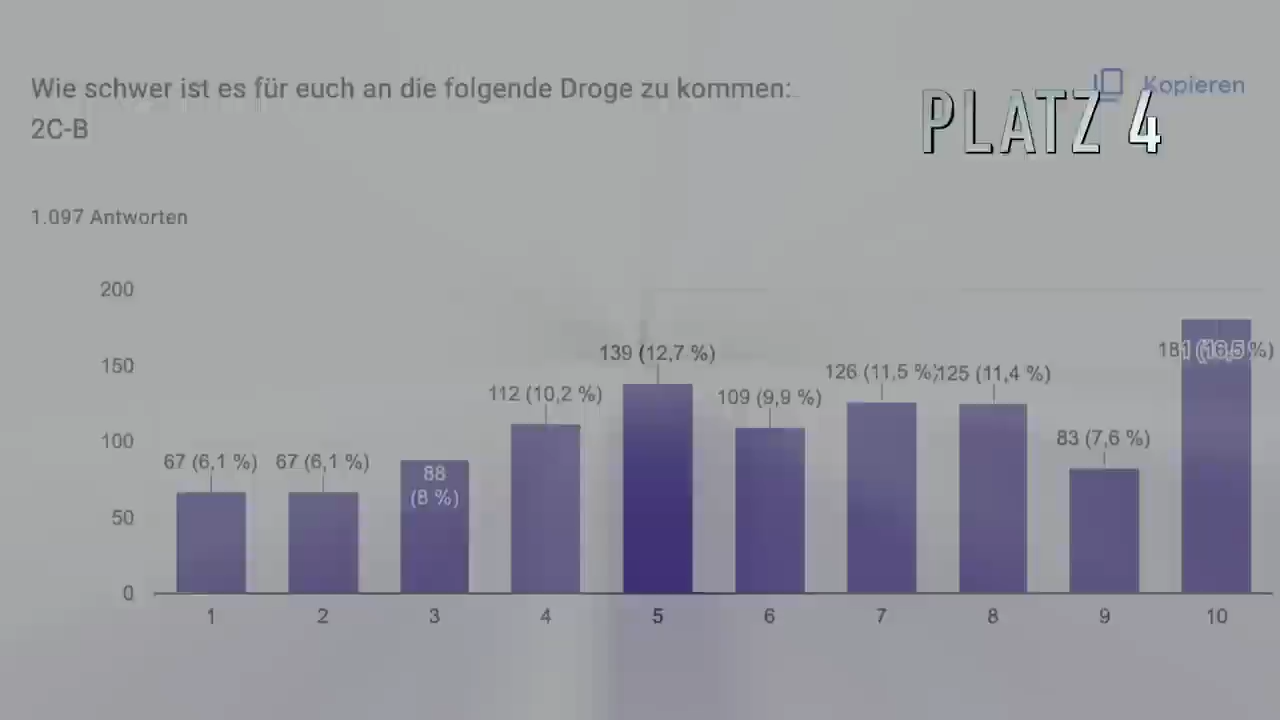 Wie schwer ist es für euch an die folgende Droge zu kommen:
2C-B
Kopieren
PLATZ 4
1.097 Antworten
200
150
100
50
0
67 (6,1 %)
67 (6,1 %)
88
(8 %)
112 (10,2 %)
139 (12,7 %)
109 (9,9 %)
126 (11,5 %)
125 (11,4 %)
83 (7,6 %)
181 (16,5 %)
1 2 3 4 5 6 7 8 9 10